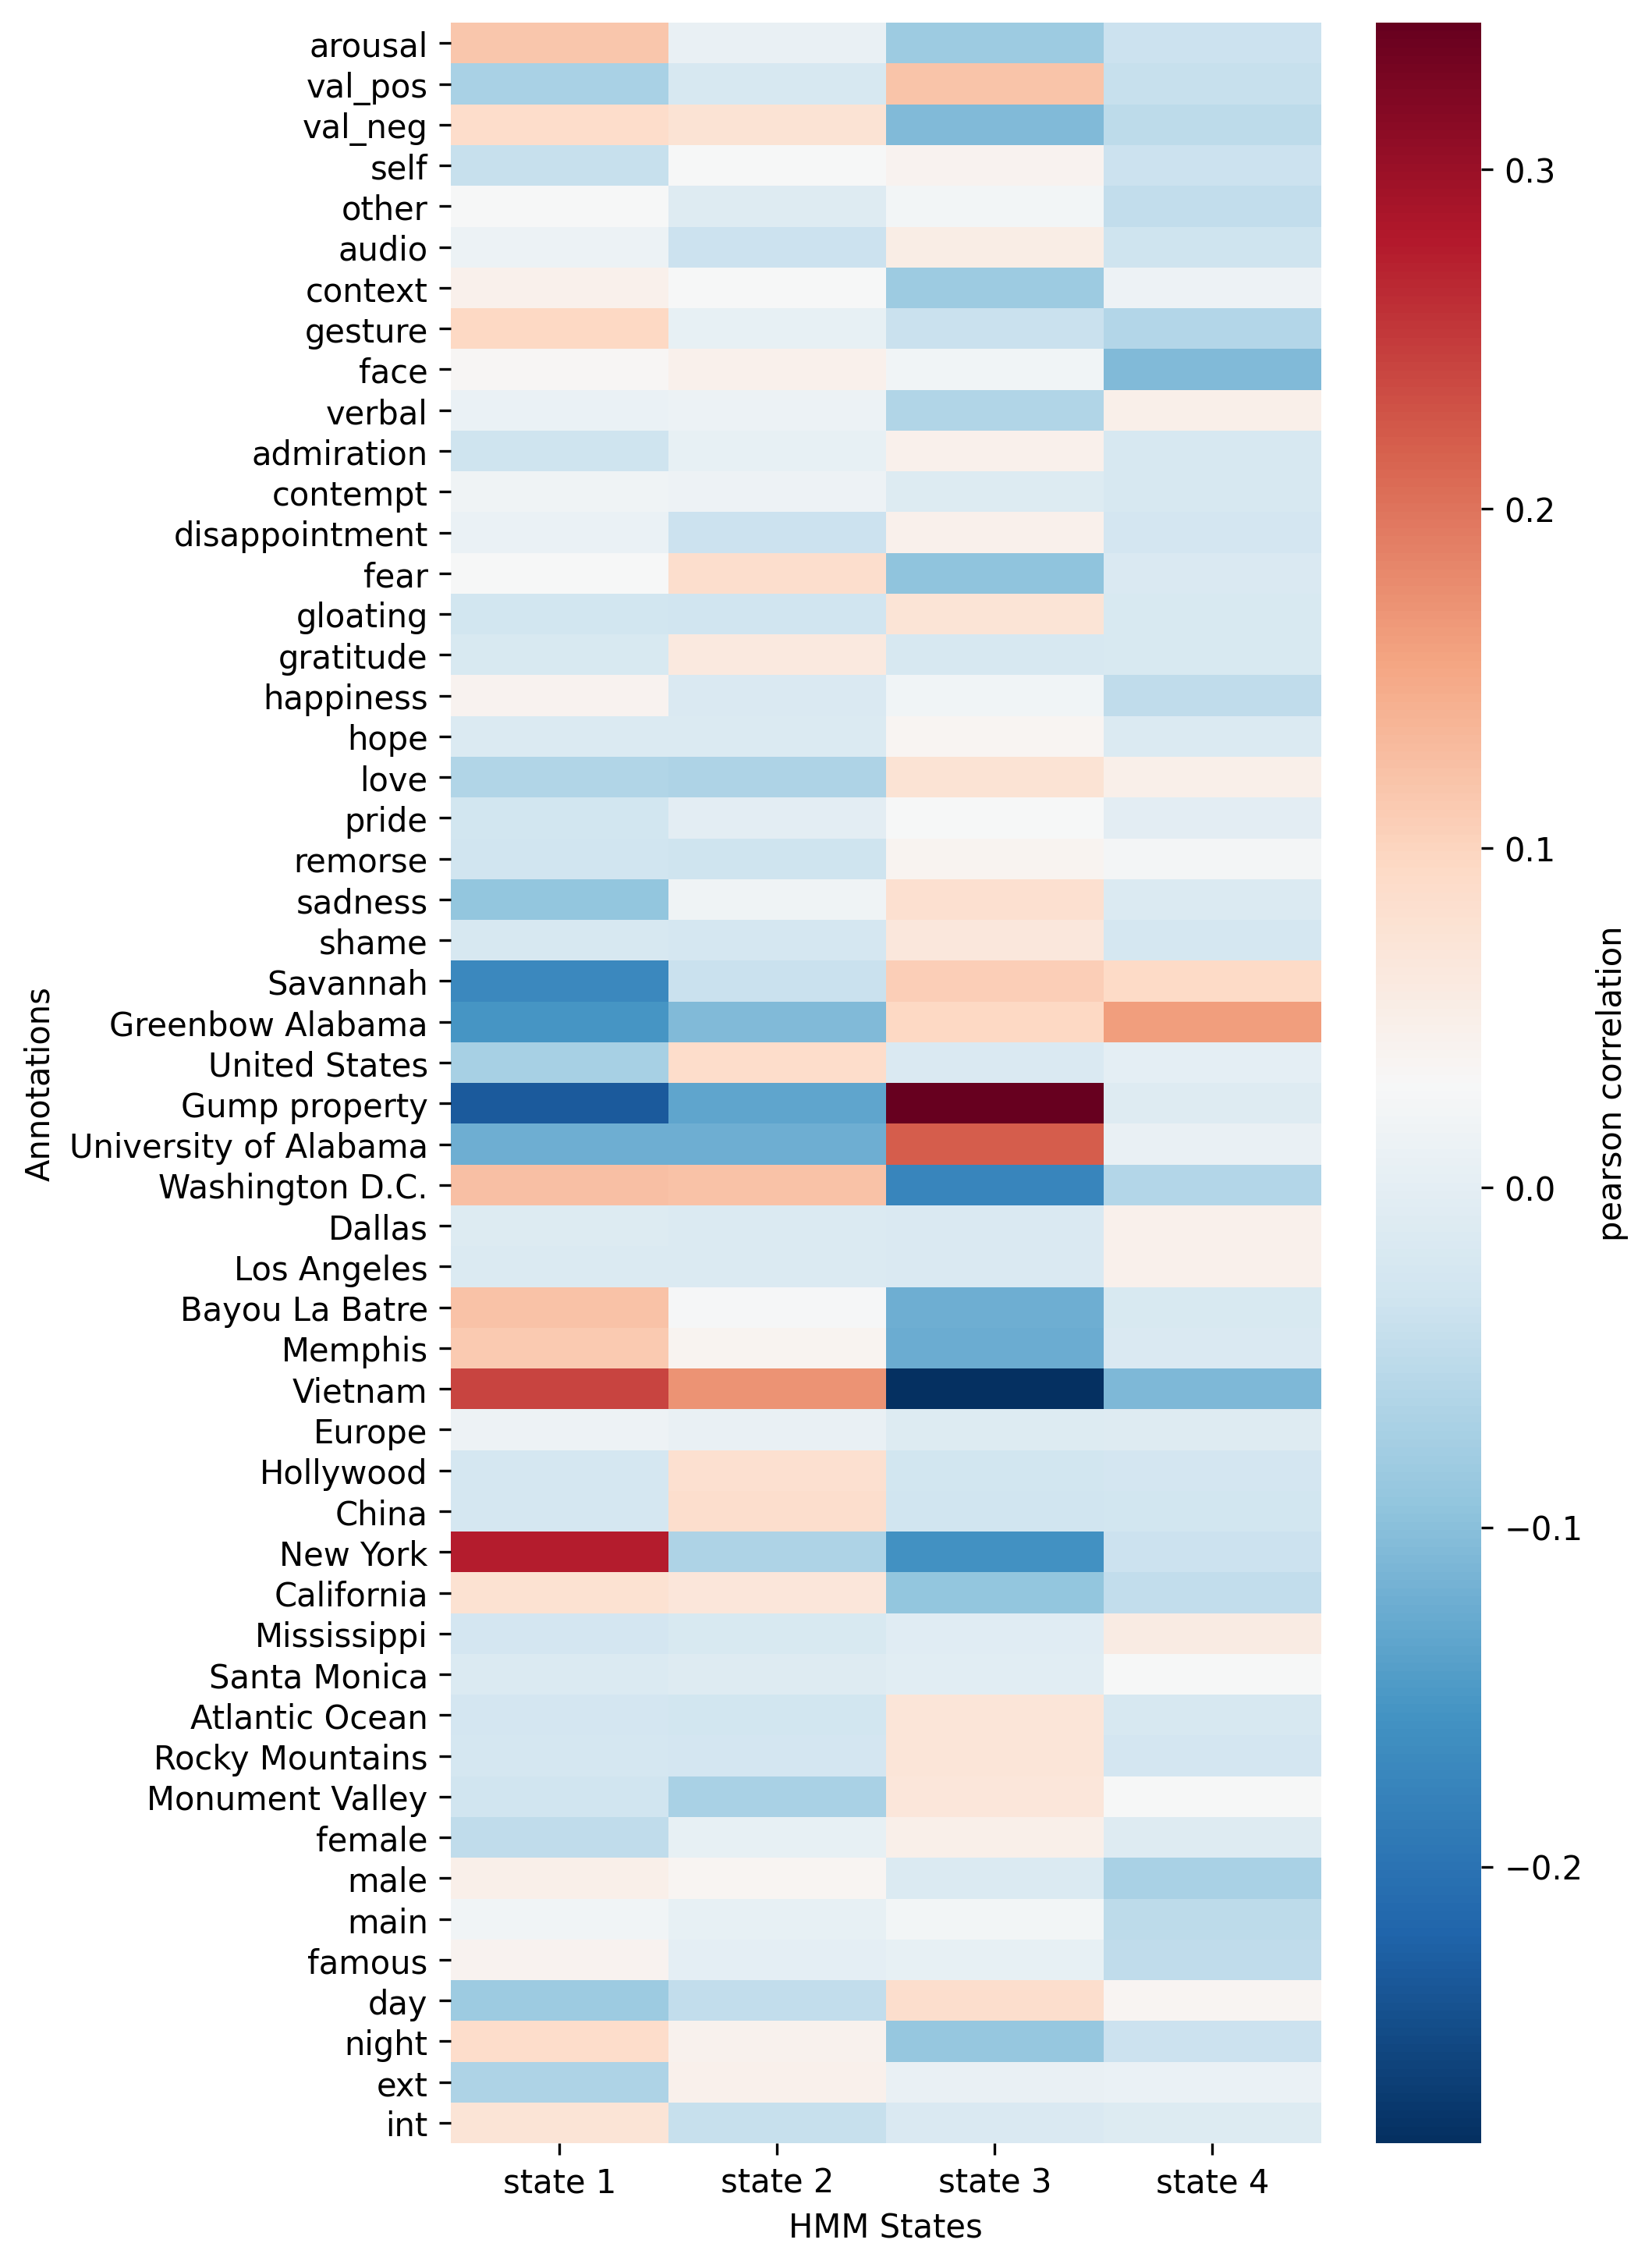 Annotations
arousal
val_pos
val_neg
self
other
audio
context
gesture
face
verbal
admiration
contempt
disappointment
fear
gloating
gratitude
happiness
hope
love
pride
remorse
sadness
shame
Savannah
Greenbow Alabama
United States
Gump property
University of Alabama
Washington D.C.
Dallas
Los Angeles
Bayou La Batre
Memphis
Vietnam
Europe
Hollywood
China
New York
California
Mississippi
Santa Monica
Atlantic Ocean
Rocky Mountains
Monument Valley
female
male
main
famous
day
night
ext
int
state 1 state 2 state 3 state 4
HMM States
0.3
0.2
0.1
0.0
−0.1
−0.2
pearson correlation